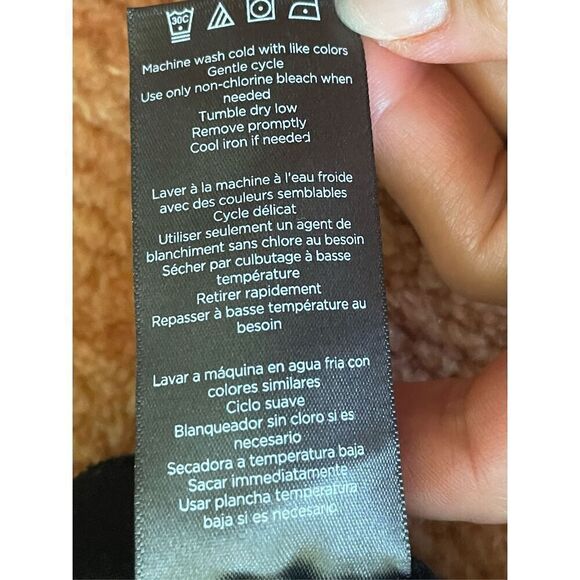 30C
Machine wash cold with like colors
Gentle cycle
Use only non-chlorine bleach when
needed
Tumble dry low
Remove promptly
Cool iron if needed
Laver à la machine à l'eau froide
avec des couleurs semblables
Cycle délicat
Utiliser seulement un agent de
blanchiment sans chlore au besoin
Sécher par culbutage à basse
température
Retirer rapidement
Repasser à basse température au
besoin
Lavar a máquina en agua fria con
colores similares
Ciclo suave
Blanqueador sin cloro si es
necesario
Secadora a temperatura baja
Sacar immediatamente
Usar plancha temperatura
baja si es necesario